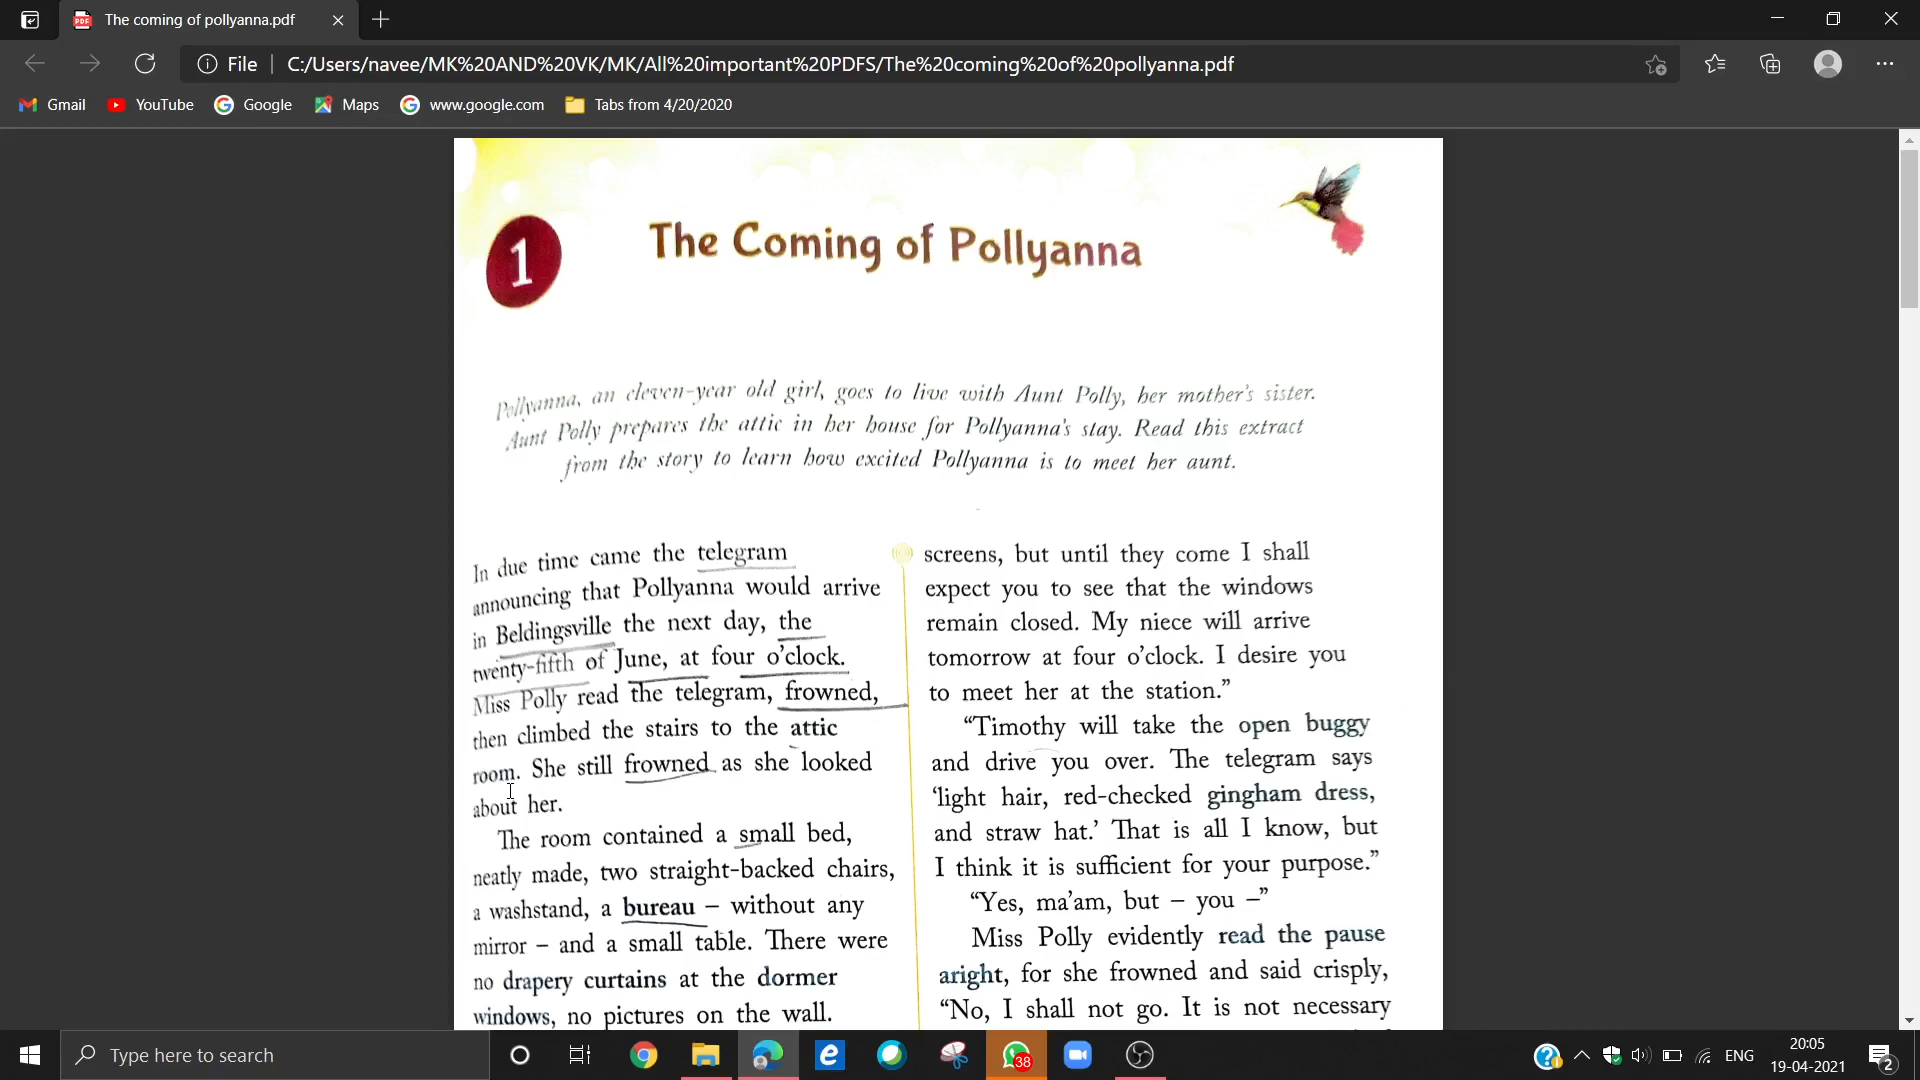 The coming of pollyanna.pdf
File
C:/Users/navee/MK%20AND%20VK/MK/All%20important%20PDFS/The%20coming%20of%20pollyanna.pdf
Gmail
YouTube
Google
Maps
www.google.com
Tabs from 4/20/2020
1
The Coming of Pollyanna
Pollyanna, an eleven-year old girl, goes to live with Aunt Polly, her mother's sister.
Aunt Polly prepares the attic in her house for Pollyanna's stay. Read this extract
from the story to learn how excited Pollyanna is to meet her aunt.
In due time came the telegram
announcing that Pollyanna would arrive
in Beldingsville the next day, the
twenty-fifth of June, at four o'clock.
Miss Polly read the telegram, frowned,
then climbed the stairs to the attic
room. She still frowned as she looked
about her.
The room contained a small bed,
neatly made, two straight-backed chairs,
a washstand, a bureau – without any
mirror – and a small table. There were
no drapery curtains at the dormer
windows, no pictures on the wall.
screens, but until they come I shall
expect you to see that the windows
remain closed. My niece will arrive
tomorrow at four o'clock. I desire you
to meet her at the station."
"Timothy will take the open buggy
and drive you over. The telegram says
'light hair, red-checked gingham dress,
and straw hat.' That is all I know, but
I think it is sufficient for your purpose."
"Yes, ma'am, but – you –"
Miss Polly evidently read the pause
aright, for she frowned and said crisply,
"No, I shall not go. It is not necessary
Type here to search
38
ENG
20:05
19-04-2021
2